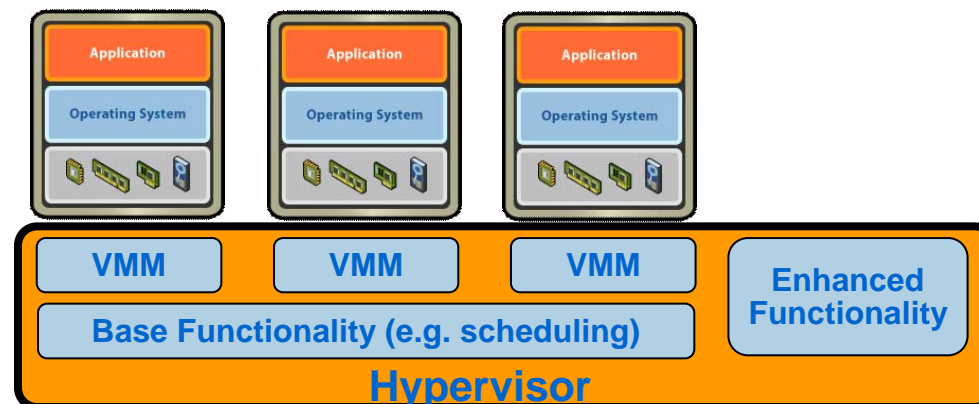 Application
Application
Application
Operating System
Operating System
Operating System
VMM
VMM
VMM
Enhanced
Functionality
Base Functionality (e.g. scheduling)
Hypervisor